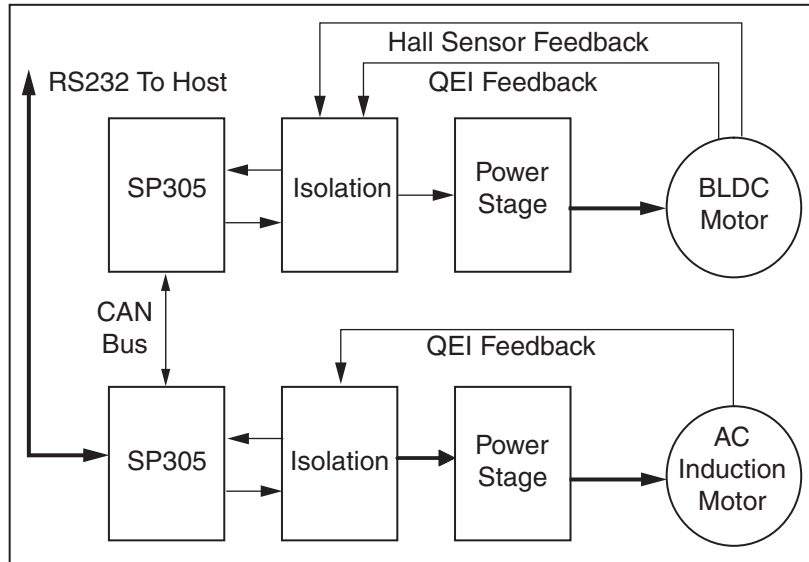 Hall Sensor Feedback
RS232 To Host
QEI Feedback
SP305
Isolation
Power
Stage
BLDC
Motor
CAN
Bus
QEI Feedback
SP305
Isolation
Power
Stage
AC
Induction
Motor